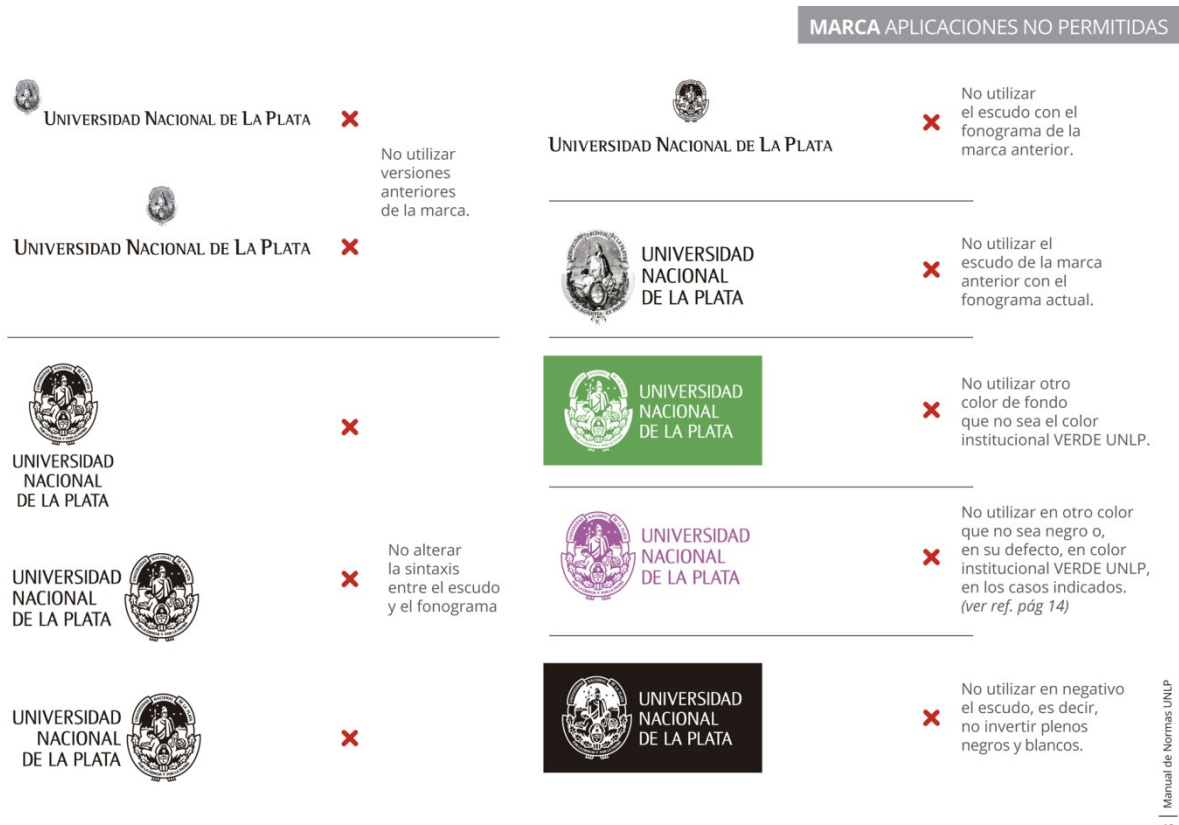 MARCA APLICACIONES NO PERMITIDAS
UNIVERSIDAD NACIONAL DE LA PLATA
UNIVERSIDAD NACIONAL DE LA PLATA
No utilizar
versiones
anteriores
de la marca.
UNIVERSIDAD
NACIONAL
DE LA PLATA
UNIVERSIDAD
NACIONAL
DE LA PLATA
UNIVERSIDAD
NACIONAL
DE LA PLATA
No alterar
la sintaxis
entre el escudo
y el fonograma
UNIVERSIDAD NACIONAL DE LA PLATA
No utilizar
el escudo con el
fonograma de la
marca anterior.
UNIVERSIDAD
NACIONAL
DE LA PLATA
No utilizar el
escudo de la marca
anterior con el
fonograma actual.
UNIVERSIDAD
NACIONAL
DE LA PLATA
No utilizar otro
color de fondo
que no sea el color
institucional VERDE UNLP.
UNIVERSIDAD
NACIONAL
DE LA PLATA
No utilizar en otro color
que no sea negro o,
en su defecto, en color
institucional VERDE UNLP,
en los casos indicados.
(ver ref. pág 14)
UNIVERSIDAD
NACIONAL
DE LA PLATA
No utilizar en negativo
el escudo, es decir,
no invertir plenos
negros y blancos.
Manual de Normas UNLP